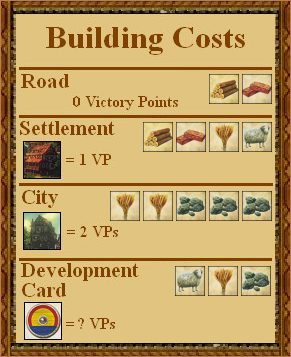 Building Costs
Road
0 Victory Points
Settlement
= 1 VP
City
= 2 VPs
Development
Card
= ? VPs